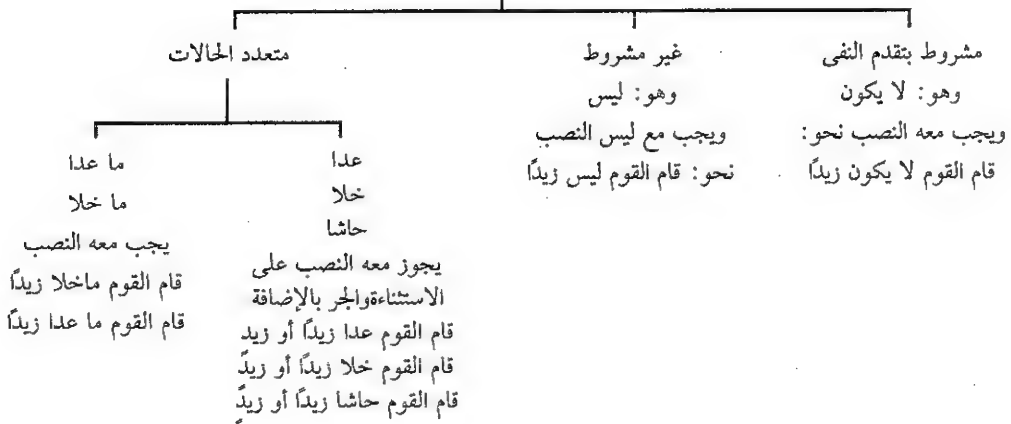 مشروط بتقدم النفى
وهو: لا يكون
ويجب معه النصب نحو:
قام القوم لا يكون زيدًا
غير مشروط
وهو: ليس
ويجب مع ليس النصب
نحو: قام القوم ليس زيدًا
متعدد الحالات
عدا
خلا
حاشا
يجوز معه النصب على
الاستثناءةوالجر بالإضافة
قام القوم عدا زيدًا أو زيد
قام القوم خلا زيدًا أو زيدٍّ
قام القوم حاشا زيدًا أو زيدٍّ
ما عدا
ما خلا
يجب معه النصب
قام القوم ماخلا زيدًا
قام القوم ما عدا زيدًا